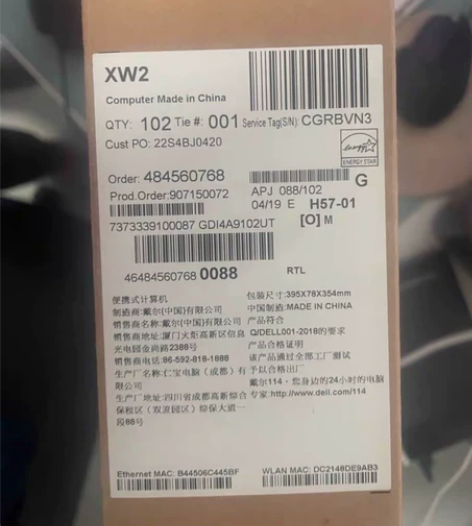 XW2
Computer Made in China
QTY: 102 Tie #: 001 Service Tag(S/N): CGRBVN3
Cust PO: 22S4BJ0420
ENERGY STAR
Order: 484560768
G
Prod.Order:907150072
APJ 088/102
04/19 E H57-01
7373339100087 GDI4A9102UT
[O] M
46484560768 0088
RTL
便携式计算机
包装尺寸:395X78X354mm
制造商:戴尔(中国)有限公司
中国制造:MADE IN CHINA
销售商名称:戴尔(中国)有限公司
产品符合
销售商地址:厦门火炬高新区信息
Q/DELL001-2018的要求
光电园金尚路2388号
产品合格证明
销售商电话:86-592-818-1888
该产品通过全部工厂测试
生产厂名称:仁宝电脑(成都)有
予以合格出厂
限公司
戴尔114,您身边的24小时的电脑
生产厂地址:四川省成都高新综合
专家:http://www.dell.com/114
保税区(双流园区)综保大道一
段88号
Ethernet MAC: B44506C445BF
WLAN MAC: DC2148DE9AB3